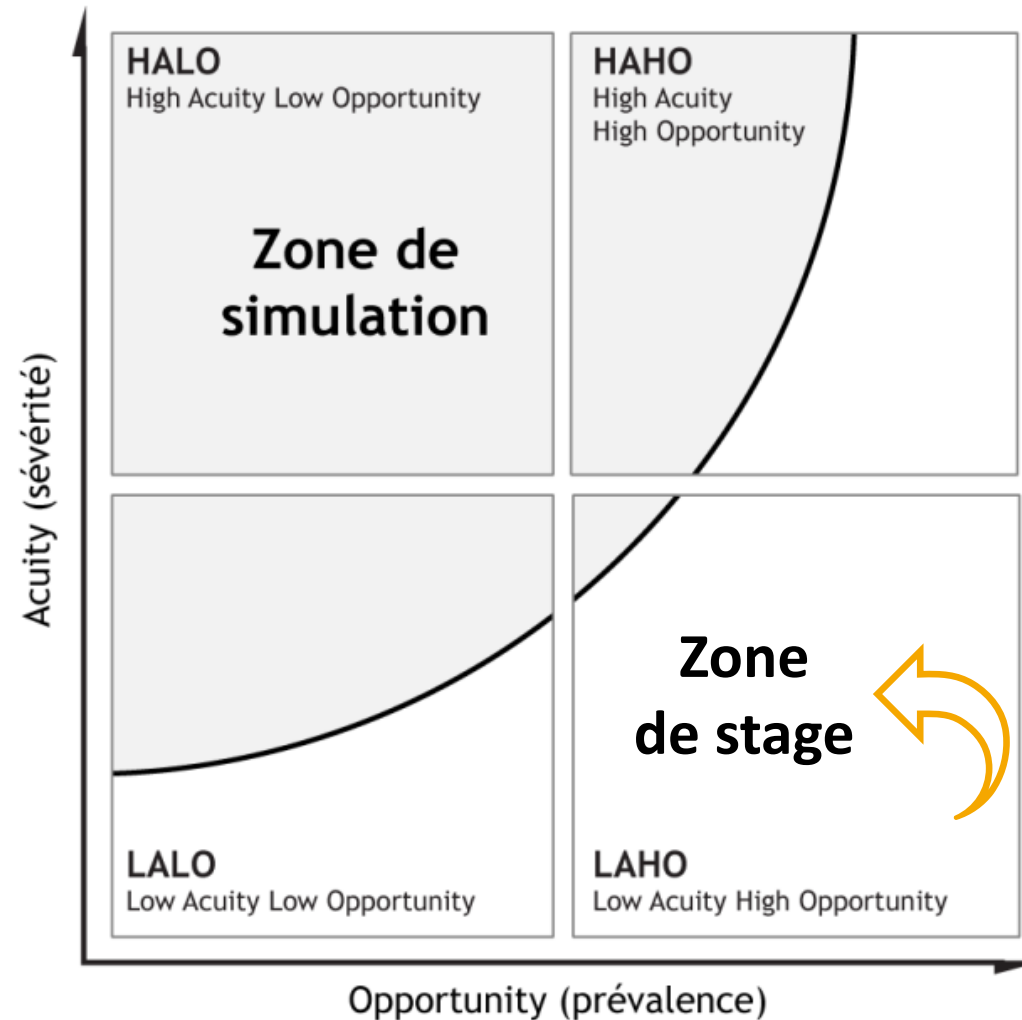 HALO
High Acuity Low Opportunity
Zone de
simulation
HAHO
High Acuity
High Opportunity
Acuity (sévérité)
LALO
Low Acuity Low Opportunity
Zone
de stage
LAHO
Low Acuity High Opportunity
Opportunity (prévalence)